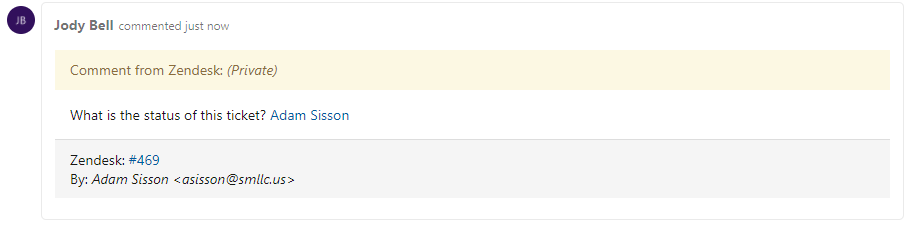 JB
Jody Bell commented just now
Comment from Zendesk: (Private)
What is the status of this ticket? Adam Sisson
Zendesk: #469
By: Adam Sisson <asisson@smllc.us>